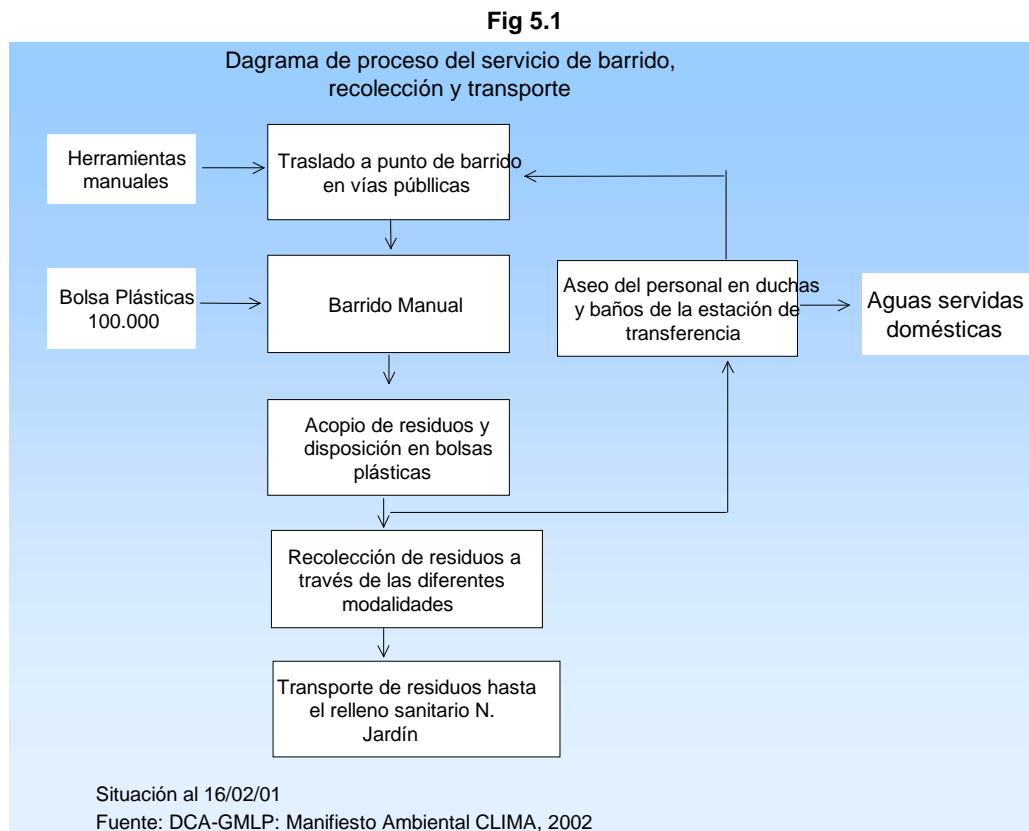 Fig 5.1
Dagrama de proceso del servicio de barrido,
recolección y transporte
Herramientas
manuales
Traslado a punto de barrido
en vías públlicas
Bolsa Plásticas
100.000
Barrido Manual
Aseo del personal en duchas
y baños de la estación de
transferencia
Aguas servidas
domésticas
Acopio de residuos y
disposición en bolsas
plásticas
Recolección de residuos a
través de las diferentes
modalidades
Transporte de residuos hasta
el relleno sanitario N.
Jardín
Situación al 16/02/01
Fuente: DCA-GMLP: Manifiesto Ambiental CLIMA, 2002